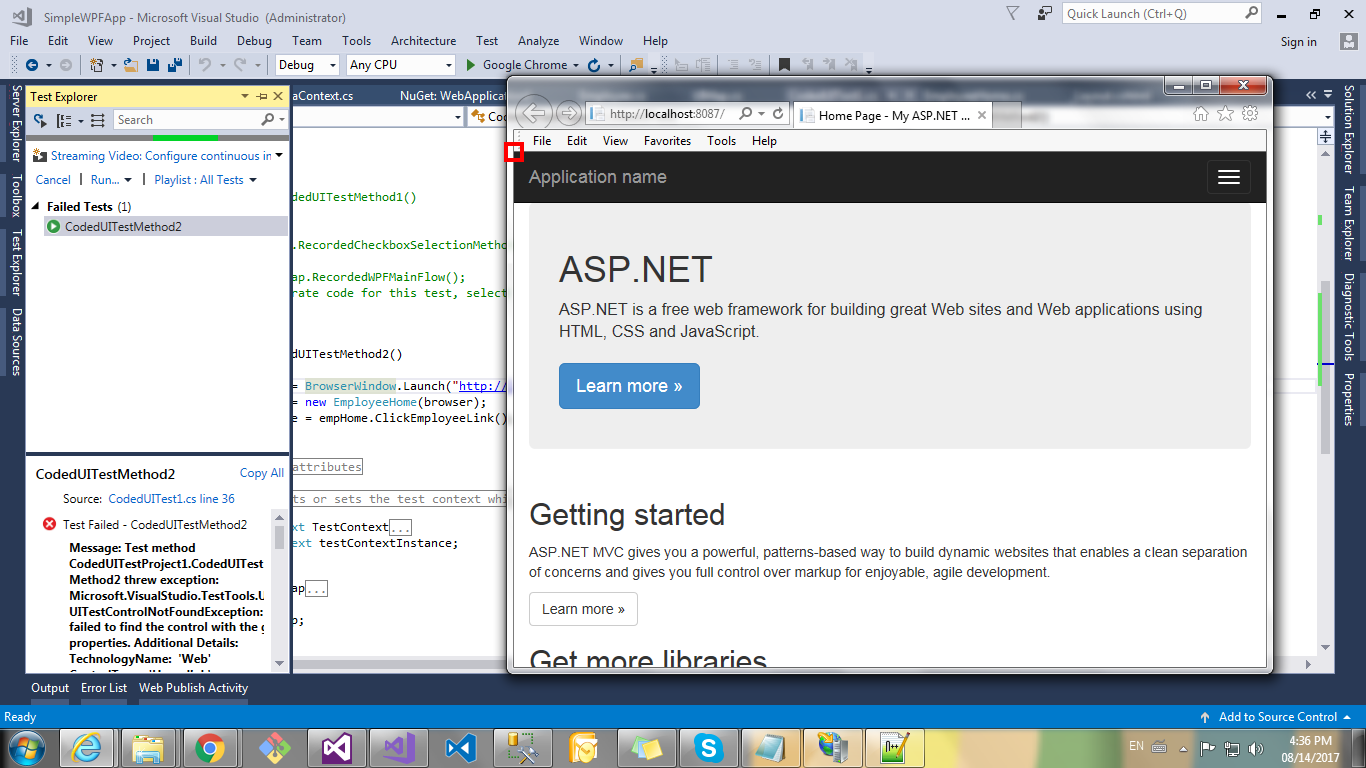 SimpleWPFApp - Microsoft Visual Studio (Administrator)
Quick Launch (Ctrl+Q)
File Edit View Project Build Debug Team Tools Architecture Test Analyze Window Help
Sign in
Debug
Any CPU
Google Chrome
Server Explorer
Toolbox
Test Explorer
Data Sources
Test Explorer
Search
Streaming Video: Configure continuous in
Cancel
Run...
Playlist : All Tests
Failed Tests (1)
CodedUITestMethod2
CodedUITestMethod2
Copy All
Source: CodedUITest1.cs line 36
Test Failed - CodedUITestMethod2
Message: Test method
CodedUITestProject1.CodedUITest
Method2 threw exception:
Microsoft.VisualStudio.TestTools.U
UITestControlNotFoundException:
failed to find the control with the g
properties. Additional Details:
TechnologyName: 'Web'
aContext.cs
NuGet: WebApplicat
Cod
dedUITestMethod1()
.RecordedCheckboxSelectionMetho
ap.RecordedWPFMainFlow();
rate code for this test, select
dUITestMethod2()
= BrowserWindow.Launch("http://
= new EmployeeHome(browser);
e = empHome.ClickEmployeeLink()
attributes
ts or sets the test context whi
xt TestContext...
ext testContextInstance;
ap...
p;
http://localhost:8087/
Home Page - My ASP.NET ...
File Edit View Favorites Tools Help
Application name
ASP.NET
ASP.NET is a free web framework for building great Web sites and Web applications using
HTML, CSS and JavaScript.
Learn more »
Getting started
ASP.NET MVC gives you a powerful, patterns-based way to build dynamic websites that enables a clean separation
of concerns and gives you full control over markup for enjoyable, agile development.
Learn more »
Get more libraries
Solution Explorer
Team Explorer
Diagnostic Tools
Properties
Output Error List Web Publish Activity
Ready
Add to Source Control
EN
4:36 PM
08/14/2017